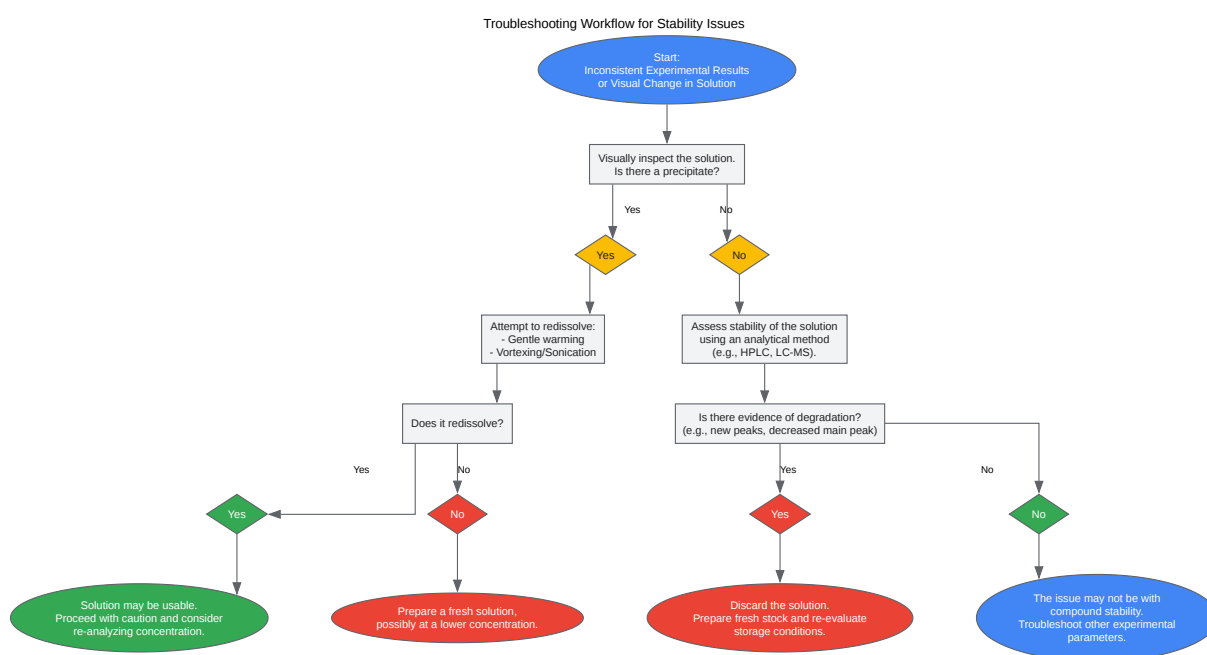 Troubleshooting Workflow for Stability Issues
Start:
Inconsistent Experimental Results
or Visual Change in Solution
Visually inspect the solution.
Is there a precipitate?
Yes
No
Yes
No
Attempt to redissolve:
- Gentle warming
- Vortexing/Sonication
Assess stability of the solution
using an analytical method
(e.g., HPLC, LC-MS).
Does it redissolve?
Is there evidence of degradation?
(e.g., new peaks, decreased main peak)
Yes
No
Yes
No
Yes
No
Yes
No
Solution may be usable.
Proceed with caution and consider
re-analyzing concentration.
Prepare a fresh solution,
possibly at a lower concentration.
Discard the solution.
Prepare fresh stock and re-evaluate
storage conditions.
The issue may not be with
compound stability.
Troubleshoot other experimental
parameters.